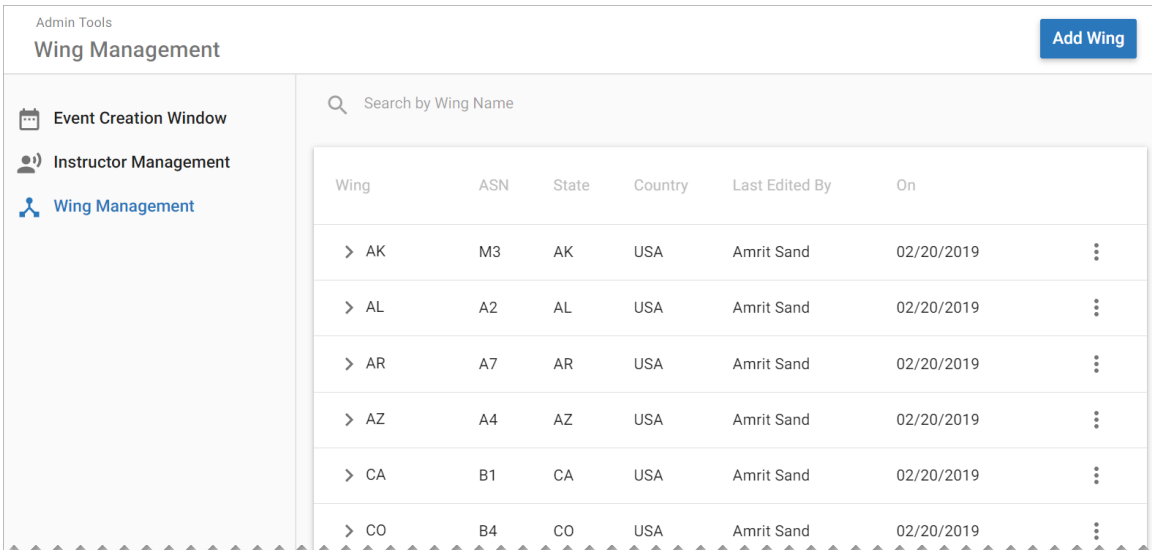 Admin Tools
Wing Management
Add Wing
Event Creation Window
Instructor Management
Wing Management
Search by Wing Name
Wing ASN State Country Last Edited By On
AK M3 AK USA Amrit Sand 02/20/2019
AL A2 AL USA Amrit Sand 02/20/2019
AR A7 AR USA Amrit Sand 02/20/2019
AZ A4 AZ USA Amrit Sand 02/20/2019
CA B1 CA USA Amrit Sand 02/20/2019
CO B4 CO USA Amrit Sand 02/20/2019